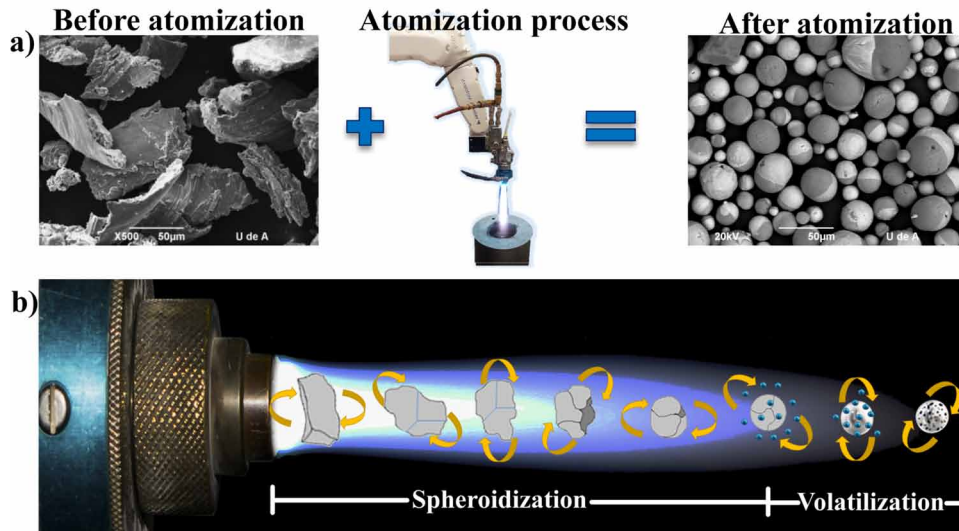 Before atomization
Atomization process
After atomization
a)
X500
50µm
U de A
20kV
50µm
U de A
b)
Spheroidization
Volatilization